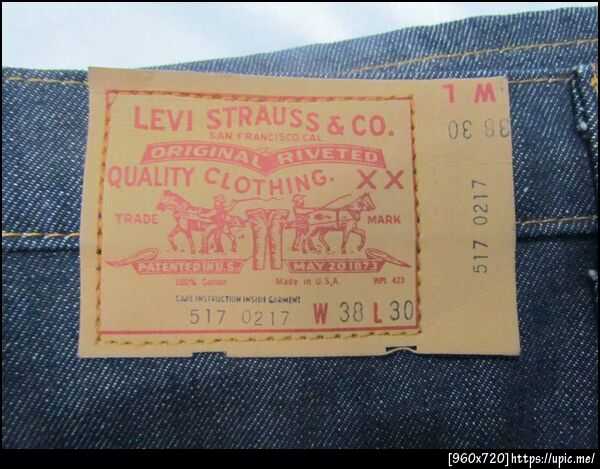 LEVI STRAUSS & CO.
SAN FRANCISCO, CAL.
ORIGINAL RIVETED
QUALITY CLOTHING. XX
TRADE MARK
PATENTED IN U.S. MAY 20 1873
100% Cotton Made in U.S.A. WPL 423
CARE INSTRUCTION INSIDE GARMENT
517 0217 W 38 L 30
W L
38 30
517 0217
[960x720]https://upic.me/